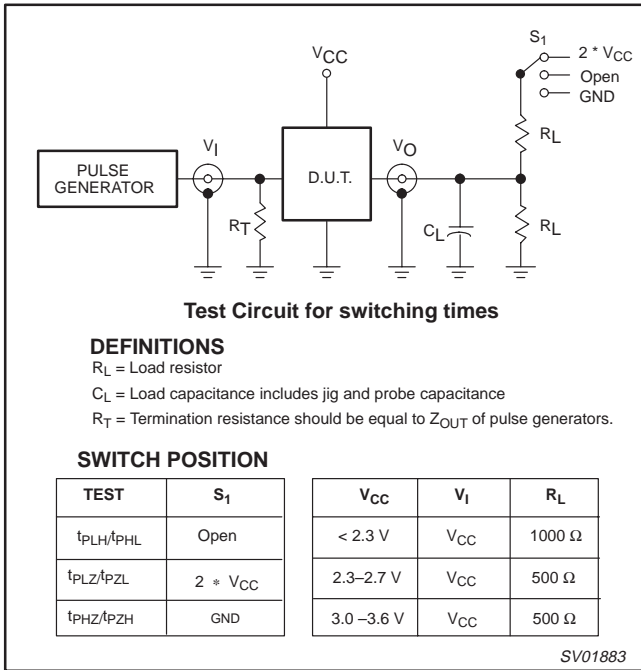 S1
2 * VCC
Open
GND
VCC
RL
VI
VO
PULSE
GENERATOR
D.U.T.
RT
CL
RL
Test Circuit for switching times
DEFINITIONS
RL = Load resistor
CL = Load capacitance includes jig and probe capacitance
RT = Termination resistance should be equal to ZOUT of pulse generators.
SWITCH POSITION
TEST S1
tPLH/tPHL Open
tPLZ/tPZL 2 * VCC
tPHZ/tPZH GND
VCC VI RL
< 2.3 V VCC 1000 Ω
2.3–2.7 V VCC 500 Ω
3.0 –3.6 V VCC 500 Ω
SV01883